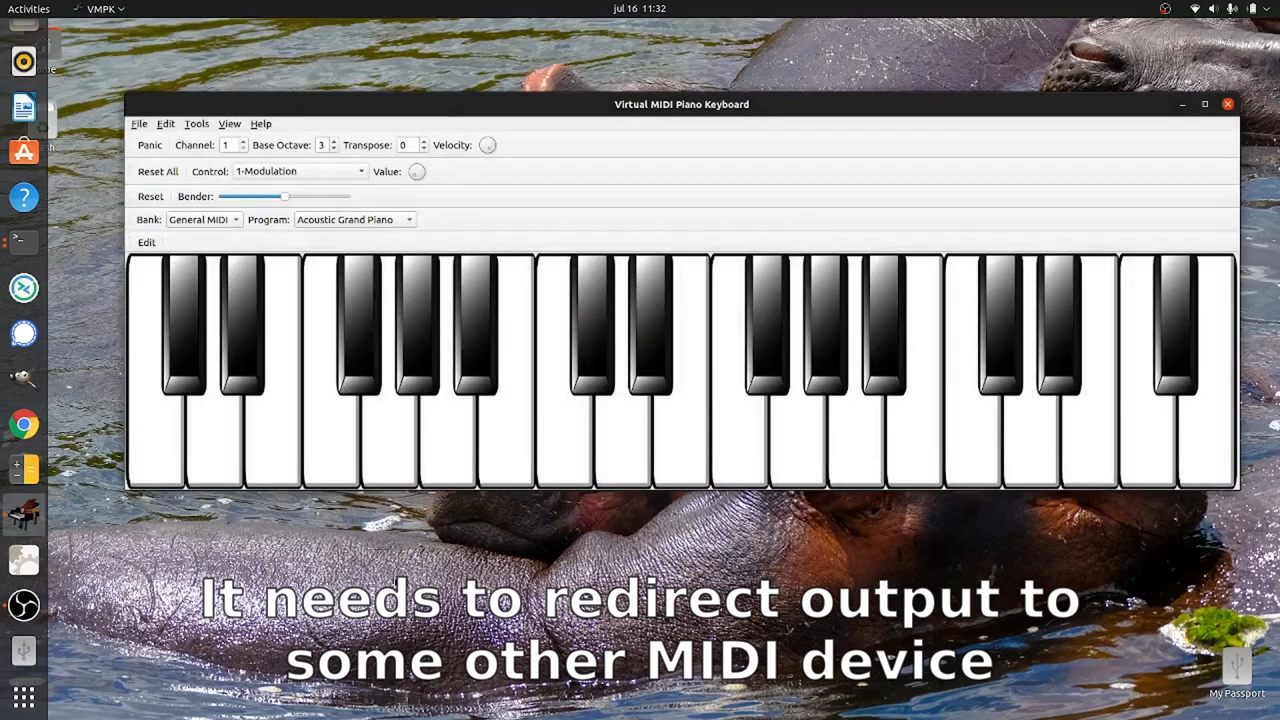 Activities VMPK jul 16 11:32
Virtual MIDI Piano Keyboard
File Edit Tools View Help
Panic Channel: 1 Base Octave: 3 Transpose: 0 Velocity:
Reset All Control: 1-Modulation Value:
Reset Bender:
Bank: General MIDI Program: Acoustic Grand Piano
Edit
It needs to redirect output to
some other MIDI device
My Passport